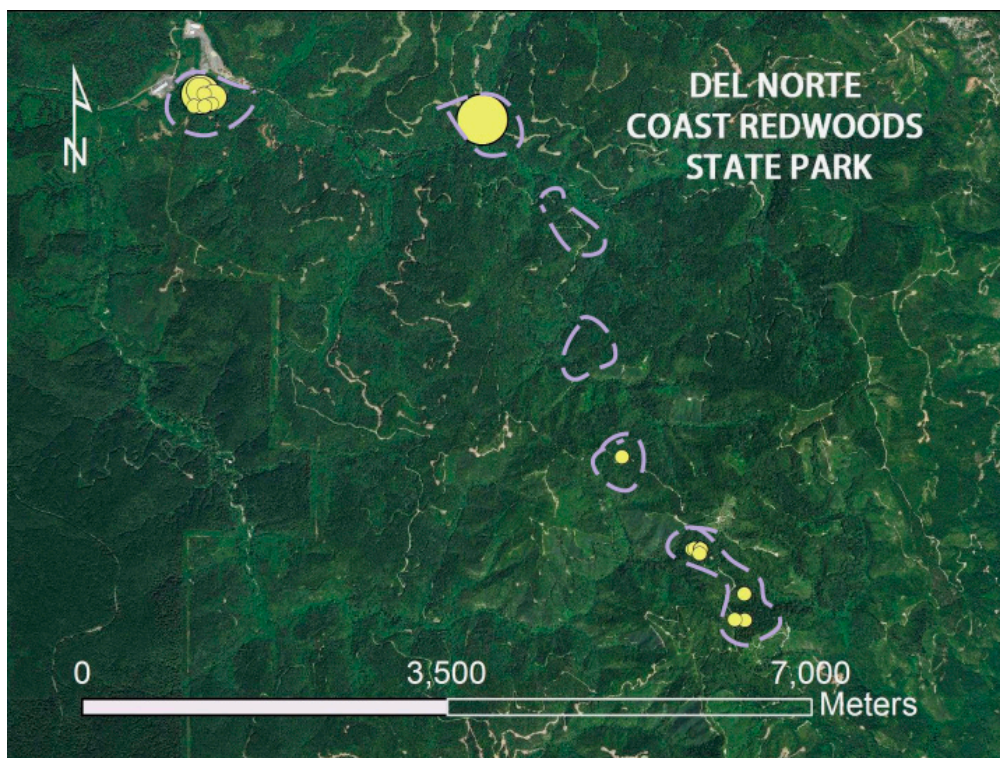 DEL NORTE
COAST REDWOODS
STATE PARK
N
0 3,500 7,000
Meters